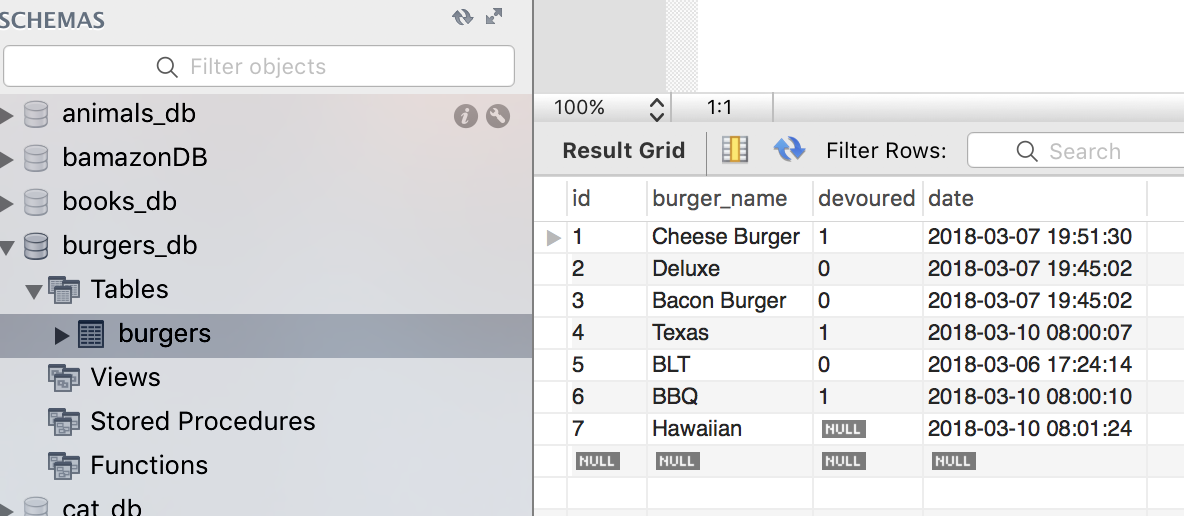 SCHEMAS
Filter objects
animals_db
bamazonDB
books_db
burgers_db
Tables
burgers
Views
Stored Procedures
Functions
cat_db
100% 1:1
Result Grid Filter Rows: Search
id burger_name devoured date
1 Cheese Burger 1 2018-03-07 19:51:30
2 Deluxe 0 2018-03-07 19:45:02
3 Bacon Burger 0 2018-03-07 19:45:02
4 Texas 1 2018-03-10 08:00:07
5 BLT 0 2018-03-06 17:24:14
6 BBQ 1 2018-03-10 08:00:10
7 Hawaiian NULL 2018-03-10 08:01:24
NULL NULL NULL NULL